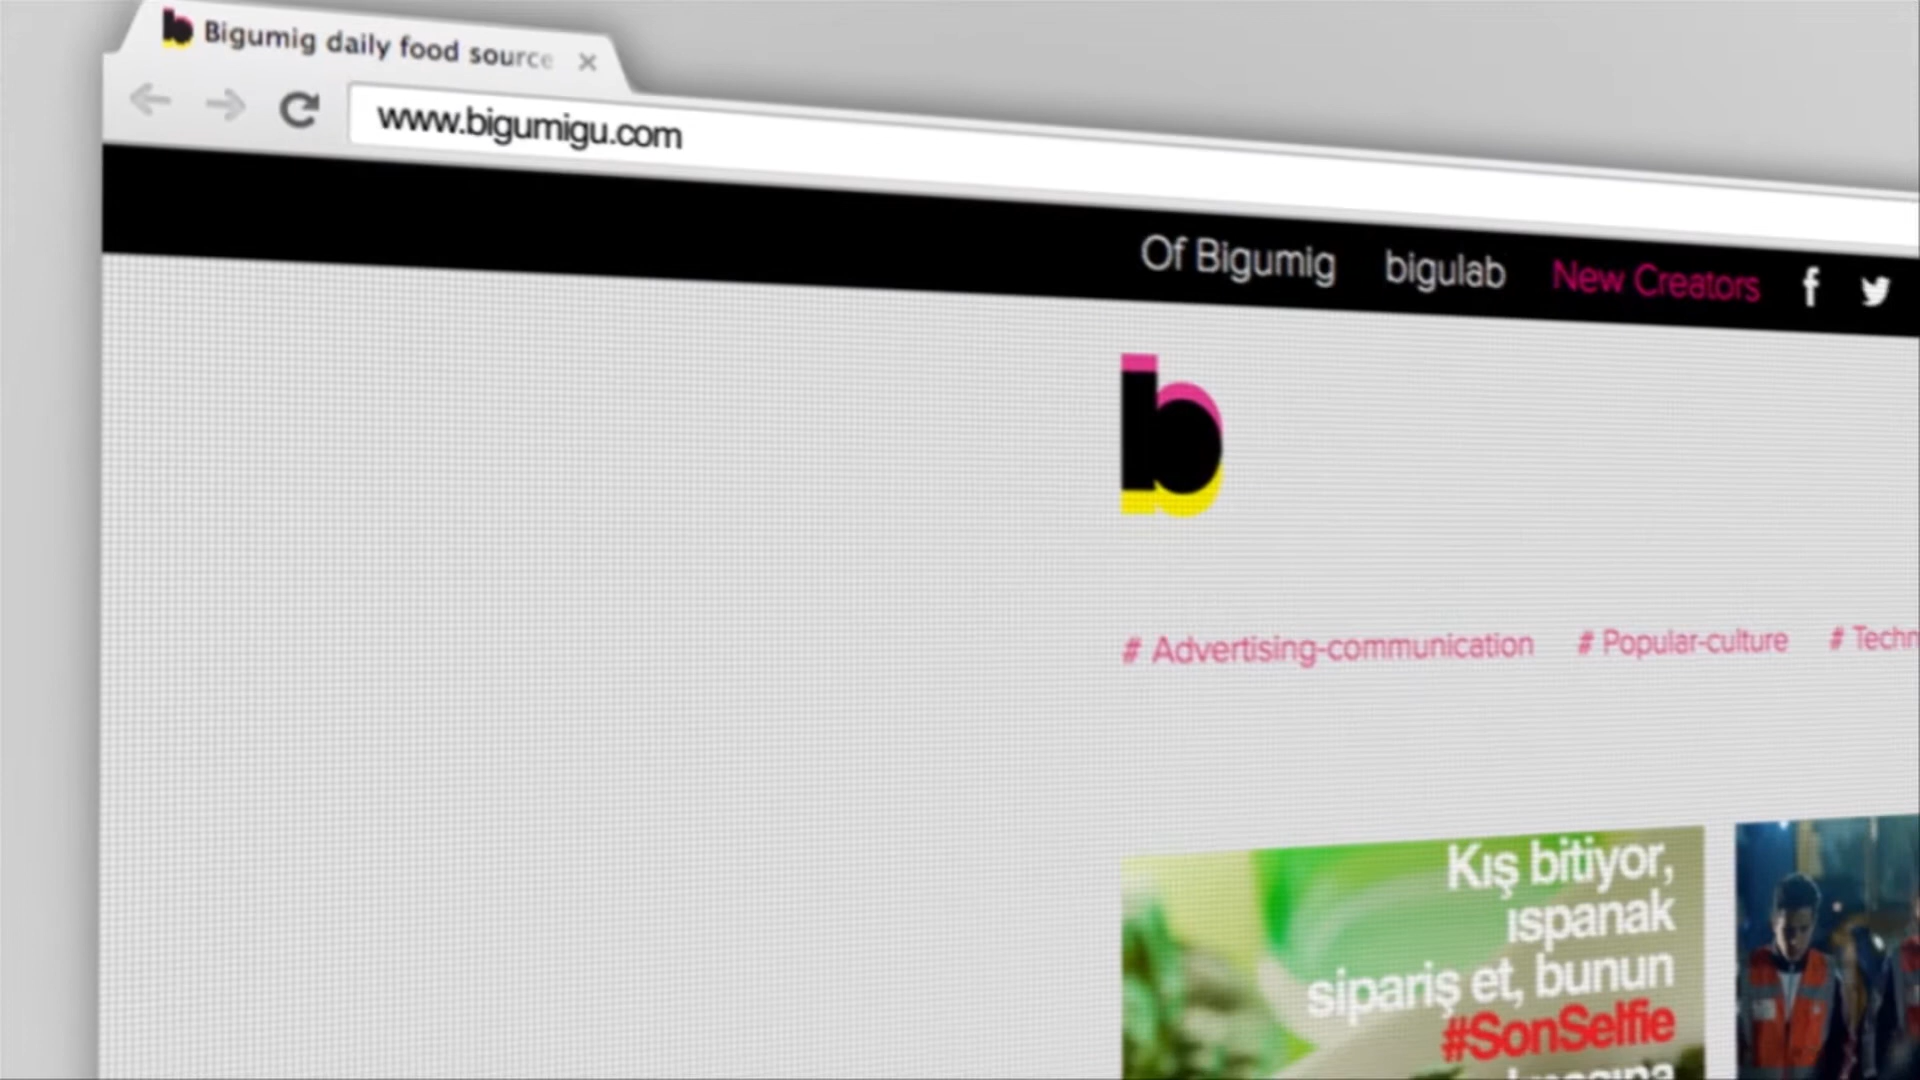 Bigumig daily food source
www.bigumigu.com
Of Bigumig bigulab New Creators
# Advertising-communication # Popular-culture #
Kış bitiyor,
ıspanak
sipariş et, bunun
#SonSelfie